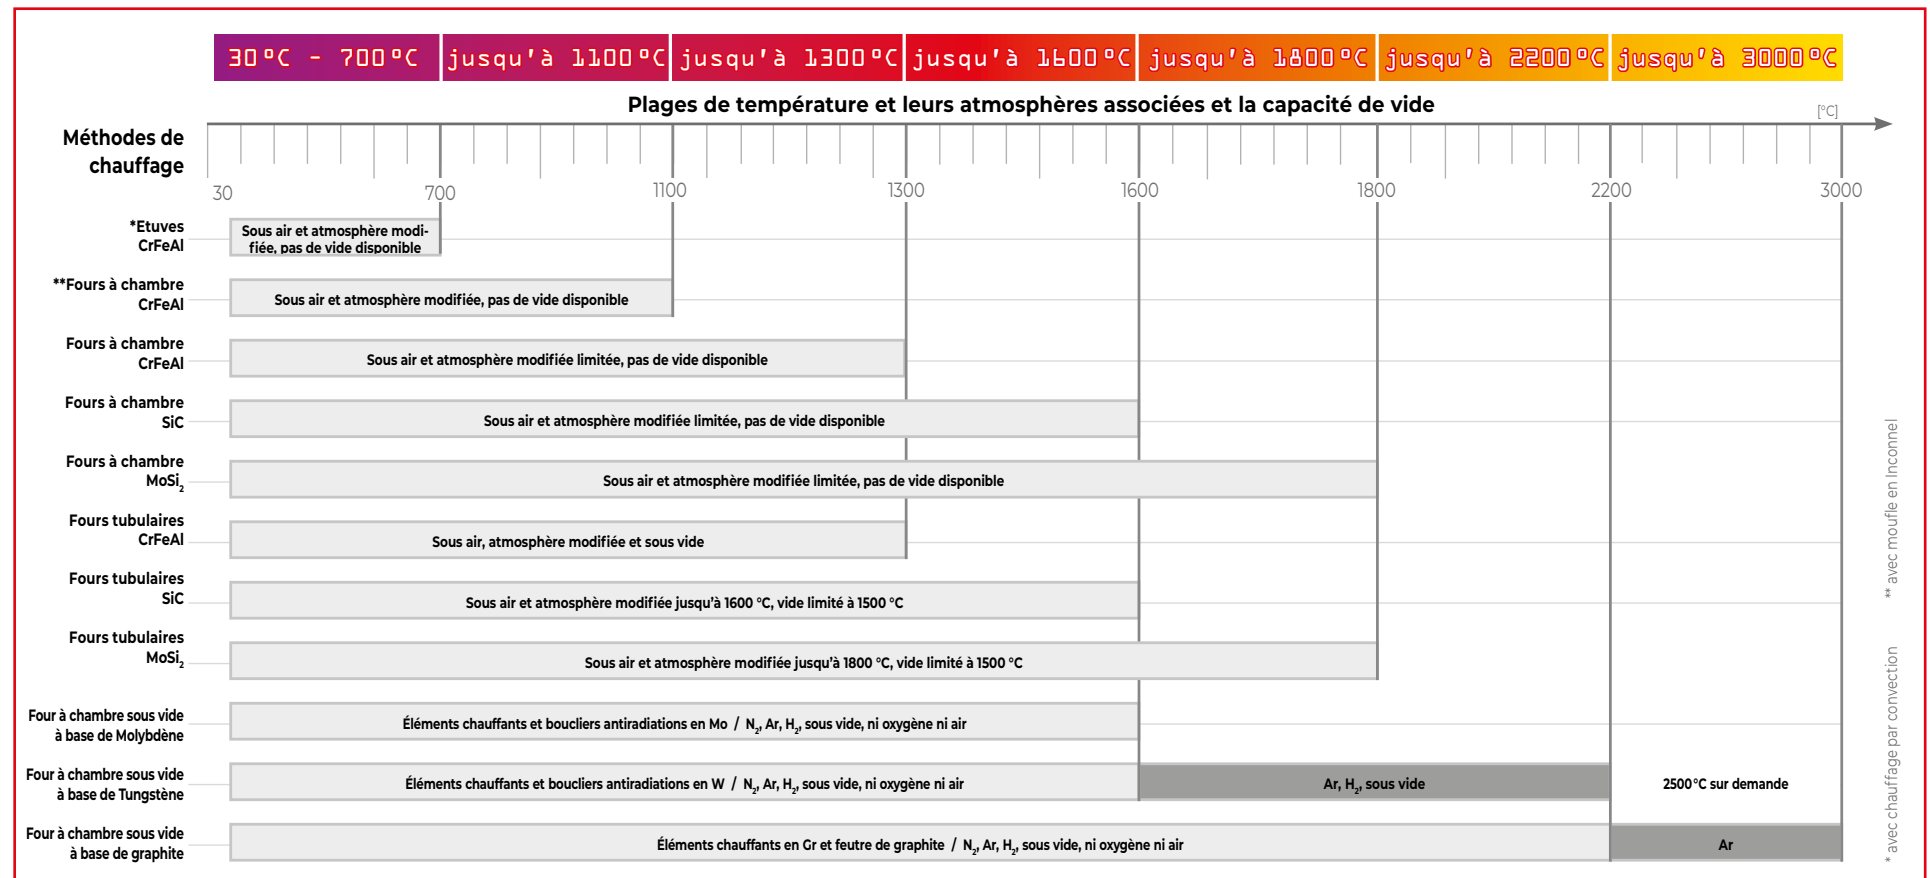 30°C - 700°C
jusqu'à 1100°C
jusqu'à 1300°C
jusqu'à 1600°C
jusqu'à 1800°C
jusqu'à 2200°C
jusqu'à 3000°C
Plages de température et leurs atmosphères associées et la capacité de vide
[°C]
Méthodes de
chauffage
30
700
1100
1300
1600
1800
2200
3000
*Etuves
CrFeAl
Sous air et atmosphère modi-
fiée, pas de vide disponible
**Fours à chambre
CrFeAl
Sous air et atmosphère modifiée, pas de vide disponible
Fours à chambre
CrFeAl
Sous air et atmosphère modifiée limitée, pas de vide disponible
Fours à chambre
SiC
Sous air et atmosphère modifiée limitée, pas de vide disponible
Fours à chambre
MoSi₂
Sous air et atmosphère modifiée limitée, pas de vide disponible
Fours tubulaires
CrFeAl
Sous air, atmosphère modifiée et sous vide
Fours tubulaires
SiC
Sous air et atmosphère modifiée jusqu'à 1600 °C, vide limité à 1500 °C
Fours tubulaires
MoSi₂
Sous air et atmosphère modifiée jusqu'à 1800 °C, vide limité à 1500 °C
Four à chambre sous vide
à base de Molybdène
Éléments chauffants et boucliers antiradiations en Mo / N₂, Ar, H₂, sous vide, ni oxygène ni air
Four à chambre sous vide
à base de Tungstène
Éléments chauffants et boucliers antiradiations en W / N₂, Ar, H₂, sous vide, ni oxygène ni air
Ar, H₂, sous vide
2500°C sur demande
Four à chambre sous vide
à base de graphite
Éléments chauffants en Gr et feutre de graphite / N₂, Ar, H₂, sous vide, ni oxygène ni air
Ar
* avec chauffage par convection
** avec moufle en Inconnel